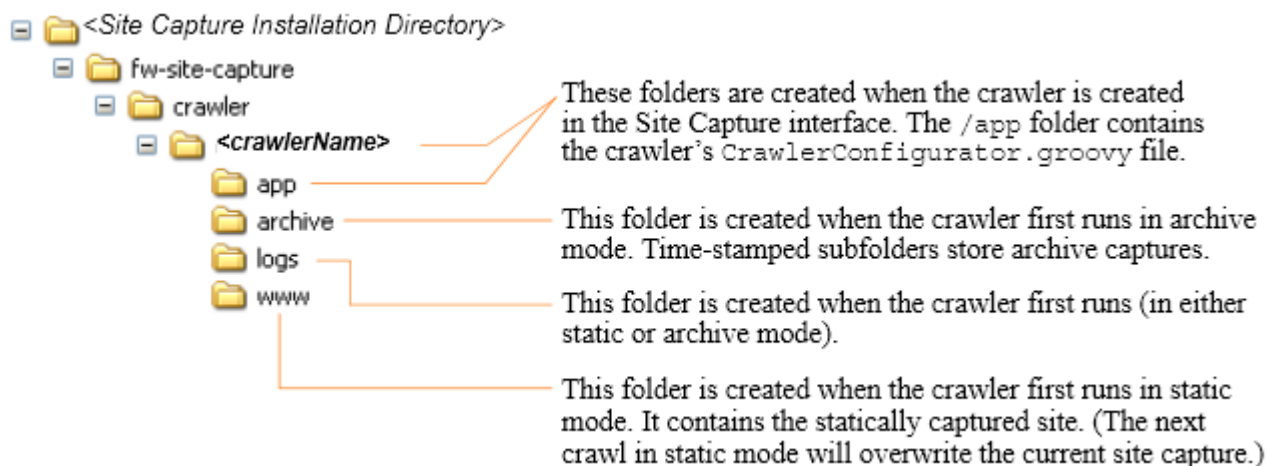 <Site Capture Installation Directory>
fw-site-capture
crawler
<crawlerName>
app
archive
logs
www
These folders are created when the crawler is created
in the Site Capture interface. The /app folder contains
the crawler's CrawlerConfigurator.groovy file.
This folder is created when the crawler first runs in archive
mode. Time-stamped subfolders store archive captures.
This folder is created when the crawler first runs (in either
static or archive mode).
This folder is created when the crawler first runs in static
mode. It contains the statically captured site. (The next
crawl in static mode will overwrite the current site capture.)